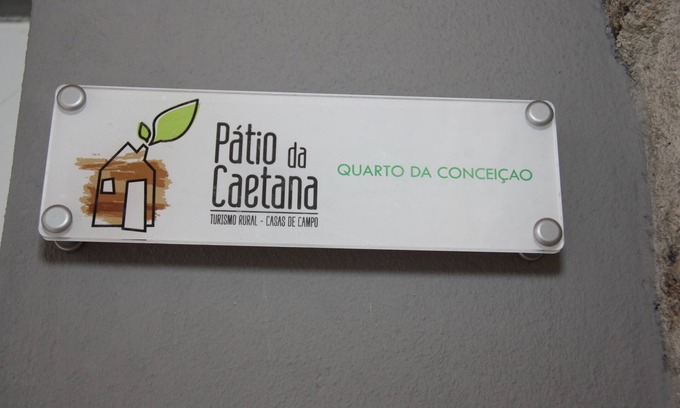 Pátio da
Caetana
TURISMO RURAL - CASAS DE CAMPO
QUARTO DA CONCEIÇAO